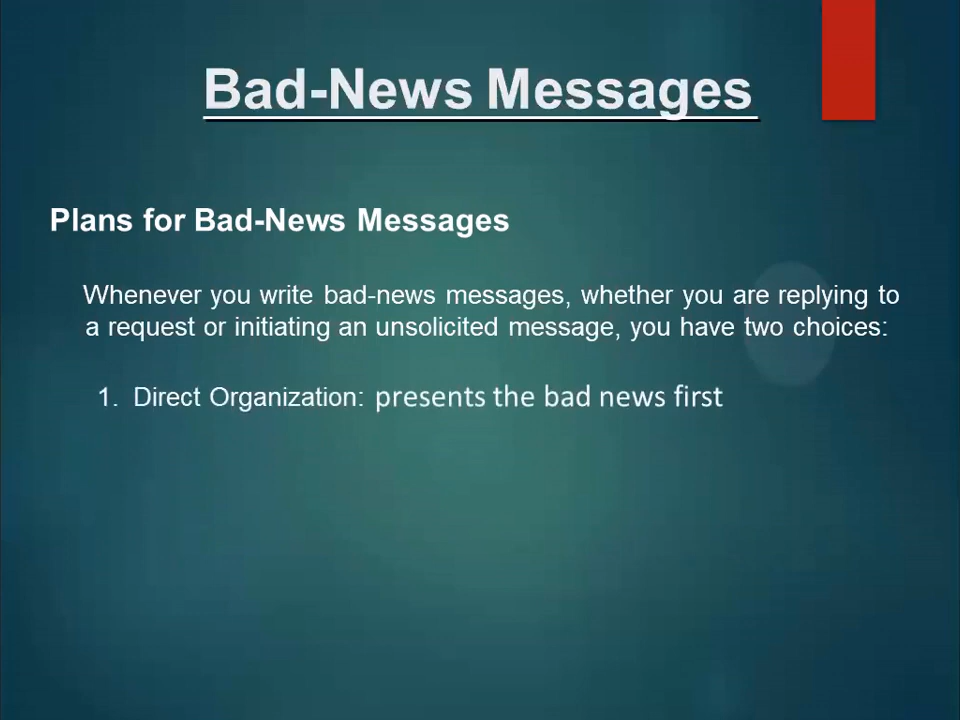 Bad-News Messages
Plans for Bad-News Messages
Whenever you write bad-news messages, whether you are replying to
a request or initiating an unsolicited message, you have two choices:
1. Direct Organization: presents the bad news first